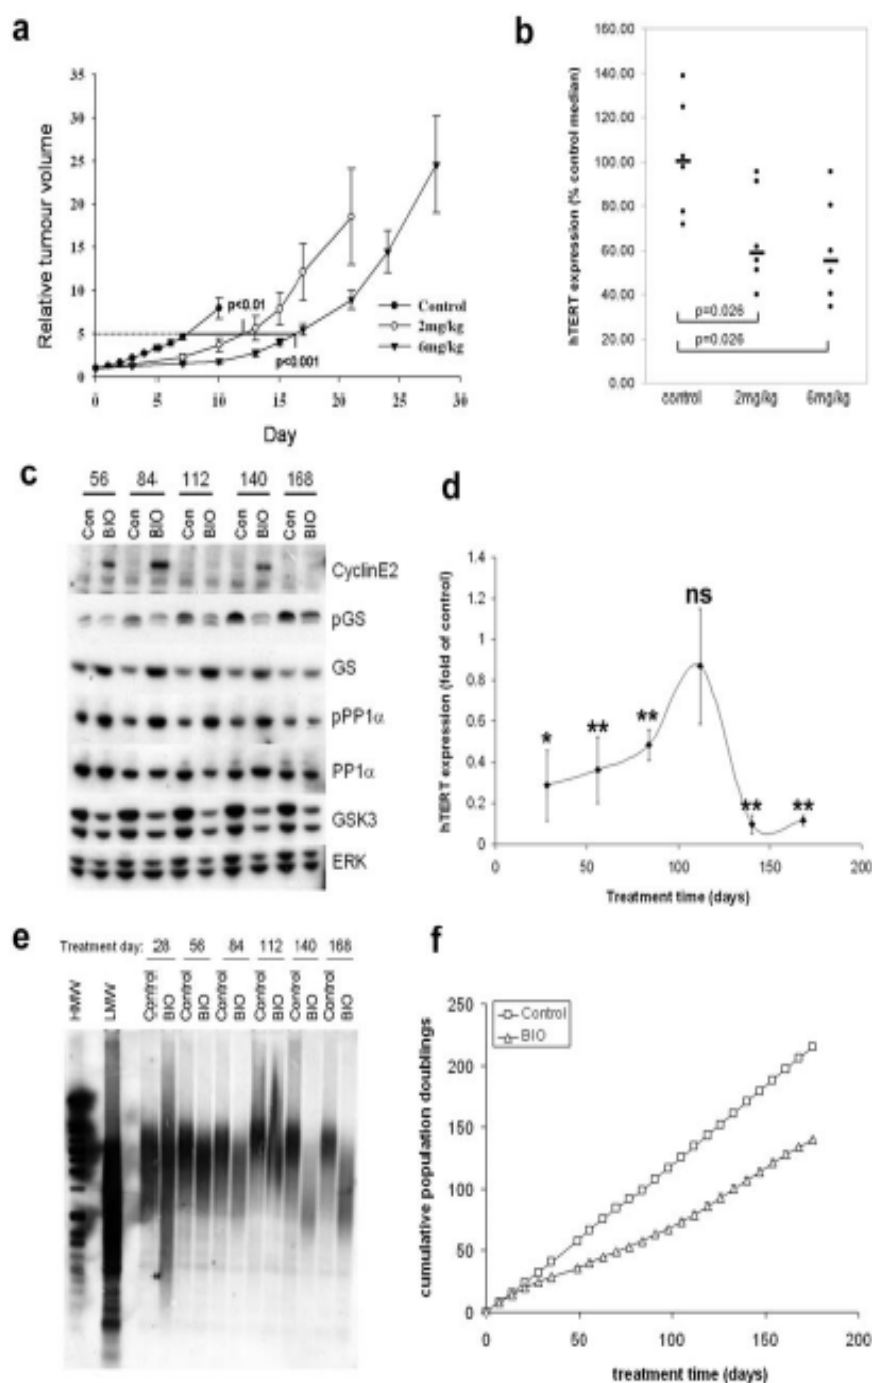 a
Relative tumour volume
35
30
25
20
15
10
5
0
p<0.01
p<0.001
Control
2mg/kg
6mg/kg
0 5 10 15 20 25 30
Day
b
hTERT expression (% control median)
160.00
140.00
120.00
100.00
80.00
60.00
40.00
20.00
0.00
p=0.026
p=0.026
control 2mg/kg 6mg/kg
c
56 84 112 140 168
Con BIO Con BIO Con BIO Con BIO Con BIO
CyclinE2
pGS
GS
pPP1α
PP1α
GSK3
ERK
d
hTERT expression (fold of control)
1.4
1.2
1
0.8
0.6
0.4
0.2
0
* ** ** ns ** **
0 50 100 150 200
Treatment time (days)
e
Treatment day: 28 56 84 112 140 168
HMW LMW Control BIO Control BIO Control BIO Control BIO Control BIO Control BIO
f
cumulative population doublings
250
200
150
100
50
0
Control
BIO
0 50 100 150 200
treatment time (days)